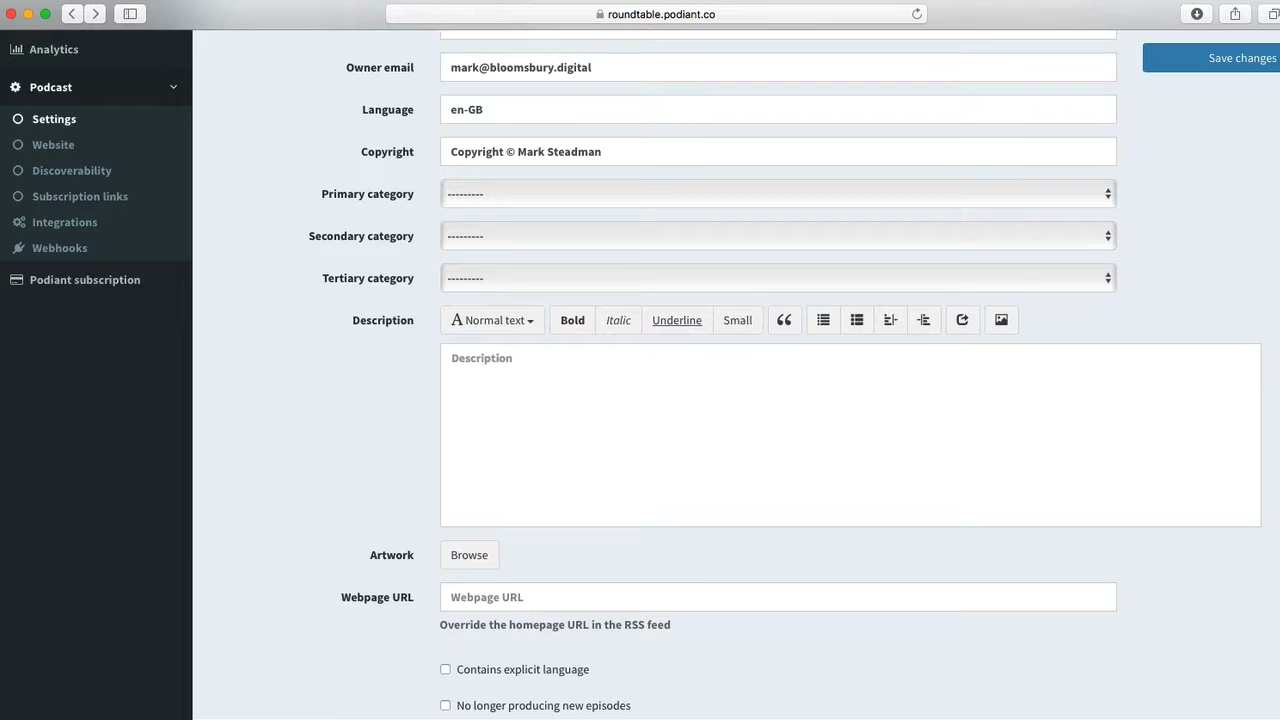 roundtable.podiant.co
Analytics
Podcast
Settings
Website
Discoverability
Subscription links
Integrations
Webhooks
Podiant subscription
Save changes
Owner email mark@bloomsbury.digital
Language en-GB
Copyright Copyright © Mark Steadman
Primary category ---------
Secondary category ---------
Tertiary category ---------
Description A Normal text Bold Italic Underline Small
Description
Artwork Browse
Webpage URL Webpage URL
Override the homepage URL in the RSS feed
Contains explicit language
No longer producing new episodes